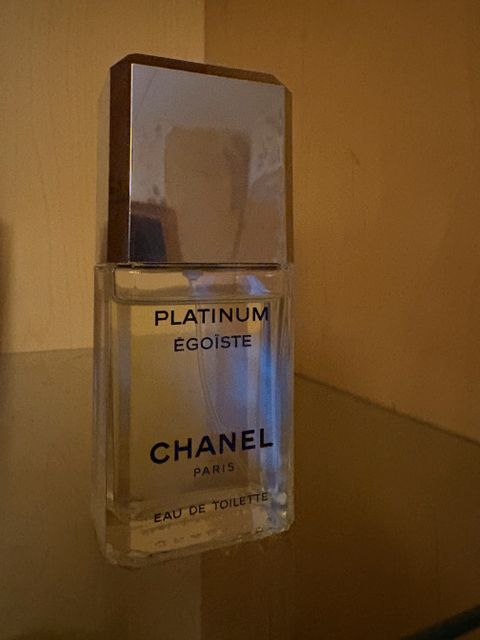 PLATINUM
ÉGOÏSTE
CHANEL
PARIS
EAU DE TOILETTE